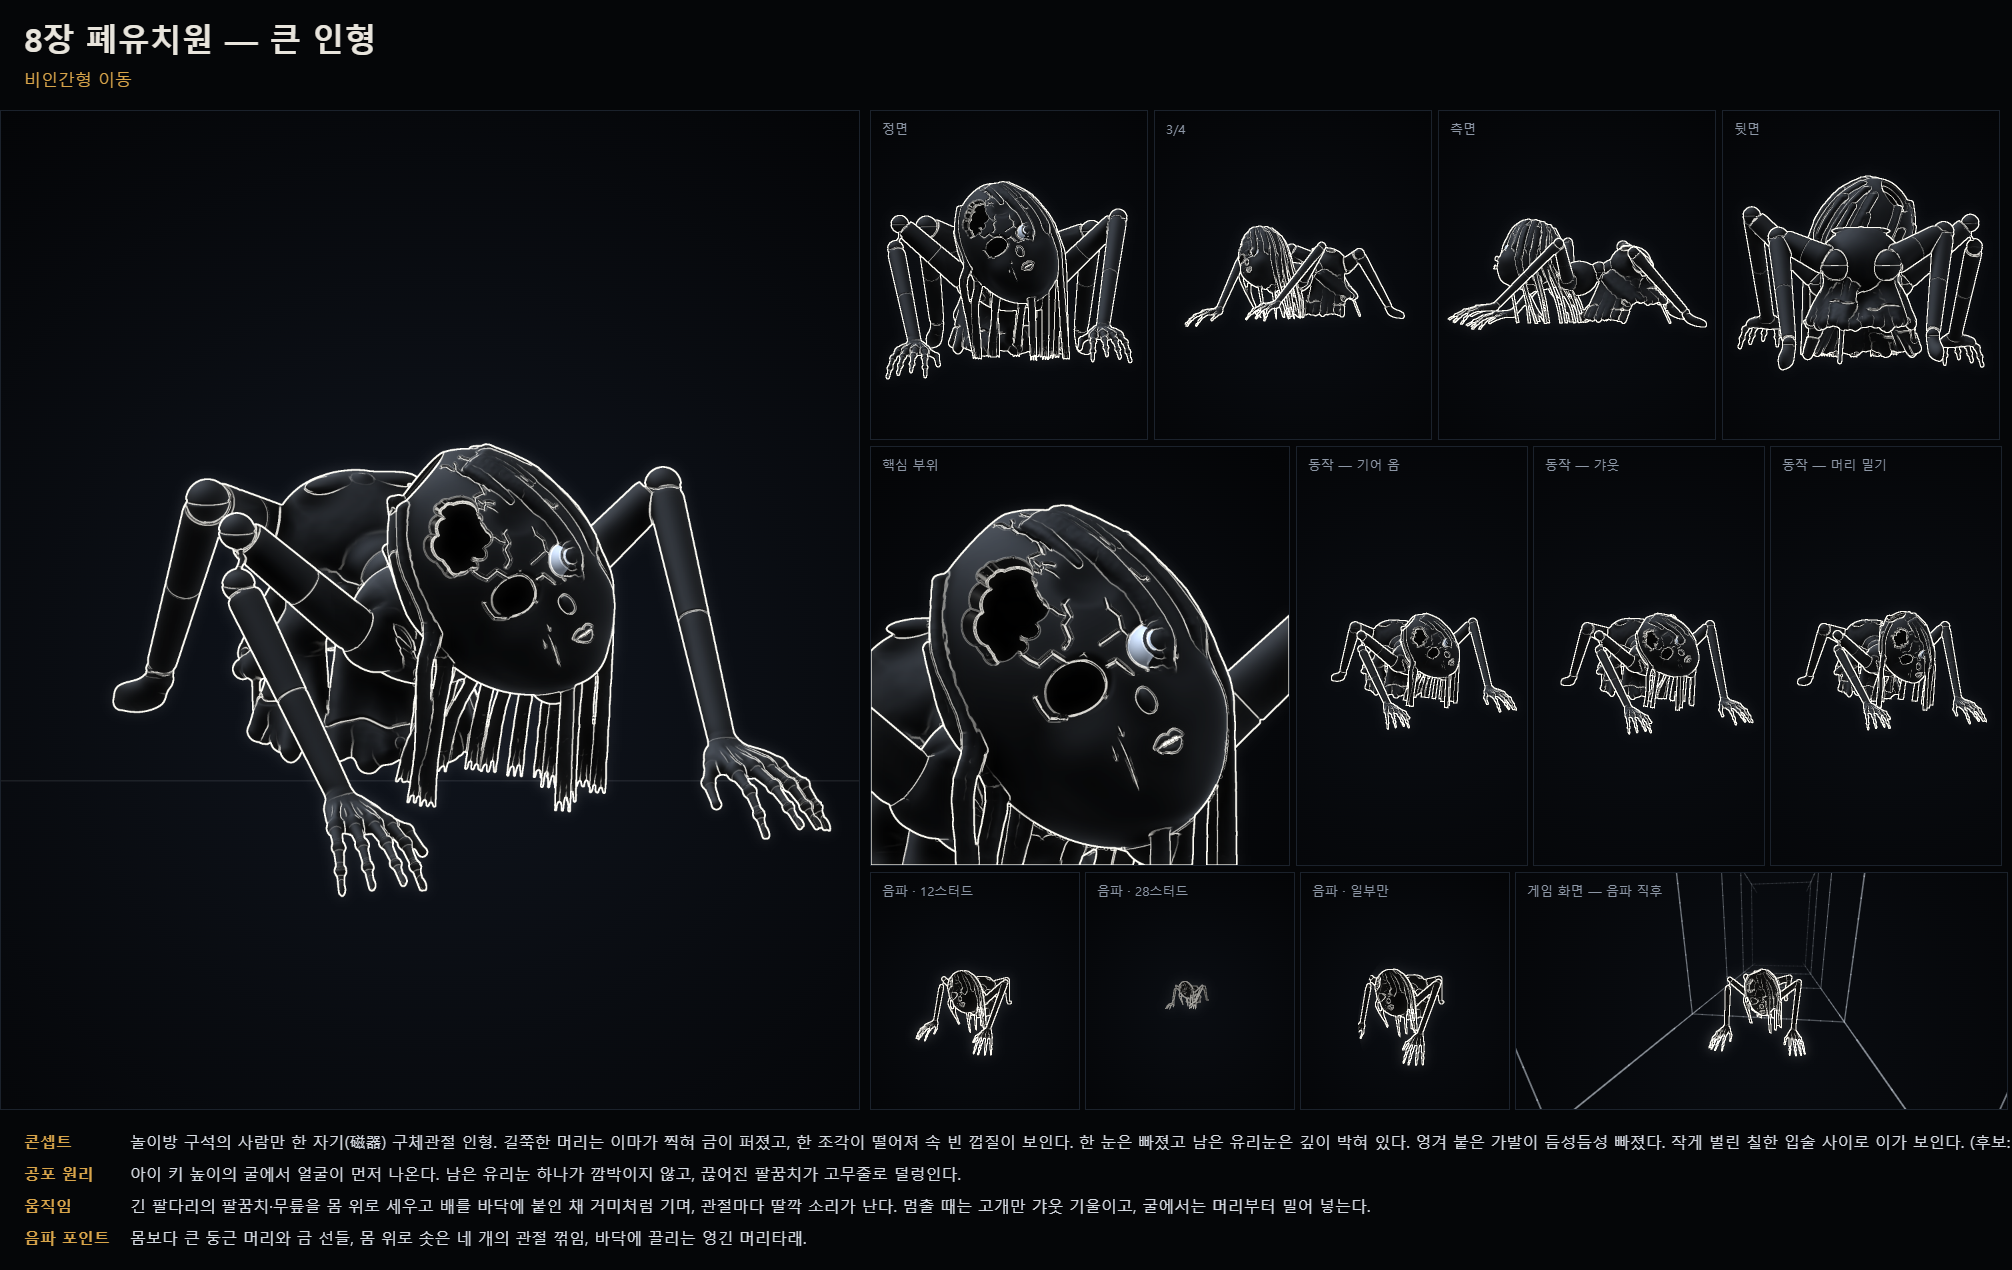 8장 폐유치원 — 큰 인형
비인간형 이동
정면
3/4
측면
뒷면
핵심 부위
동작 — 기어 옴
동작 — 갸웃
동작 — 머리 밀기
음파 · 12스터드
음파 · 28스터드
음파 · 일부만
게임 화면 — 음파 직후
콘셉트 놀이방 구석의 사람만 한 자기(磁器) 구체관절 인형. 길쭉한 머리는 이마가 찍혀 금이 퍼졌고, 한 조각이 떨어져 속 빈 껍질이 보인다. 한 눈은 빠졌고 남은 유리눈은 깊이 박혀 있다. 엉겨 붙은 가발이 듬성듬성 빠졌다. 작게 벌린 칠한 입술 사이로 이가 보인다. (후보:
공포 원리 아이 키 높이의 굴에서 얼굴이 먼저 나온다. 남은 유리눈 하나가 깜박이지 않고, 끊어진 팔꿈치가 고무줄로 덜렁인다.
움직임 긴 팔다리의 팔꿈치·무릎을 몸 위로 세우고 배를 바닥에 붙인 채 거미처럼 기며, 관절마다 딸깍 소리가 난다. 멈출 때는 고개만 갸웃 기울이고, 굴에서는 머리부터 밀어 넣는다.
음파 포인트 몸보다 큰 둥근 머리와 금 선들, 몸 위로 솟은 네 개의 관절 꺾임, 바닥에 끌리는 엉긴 머리타래.